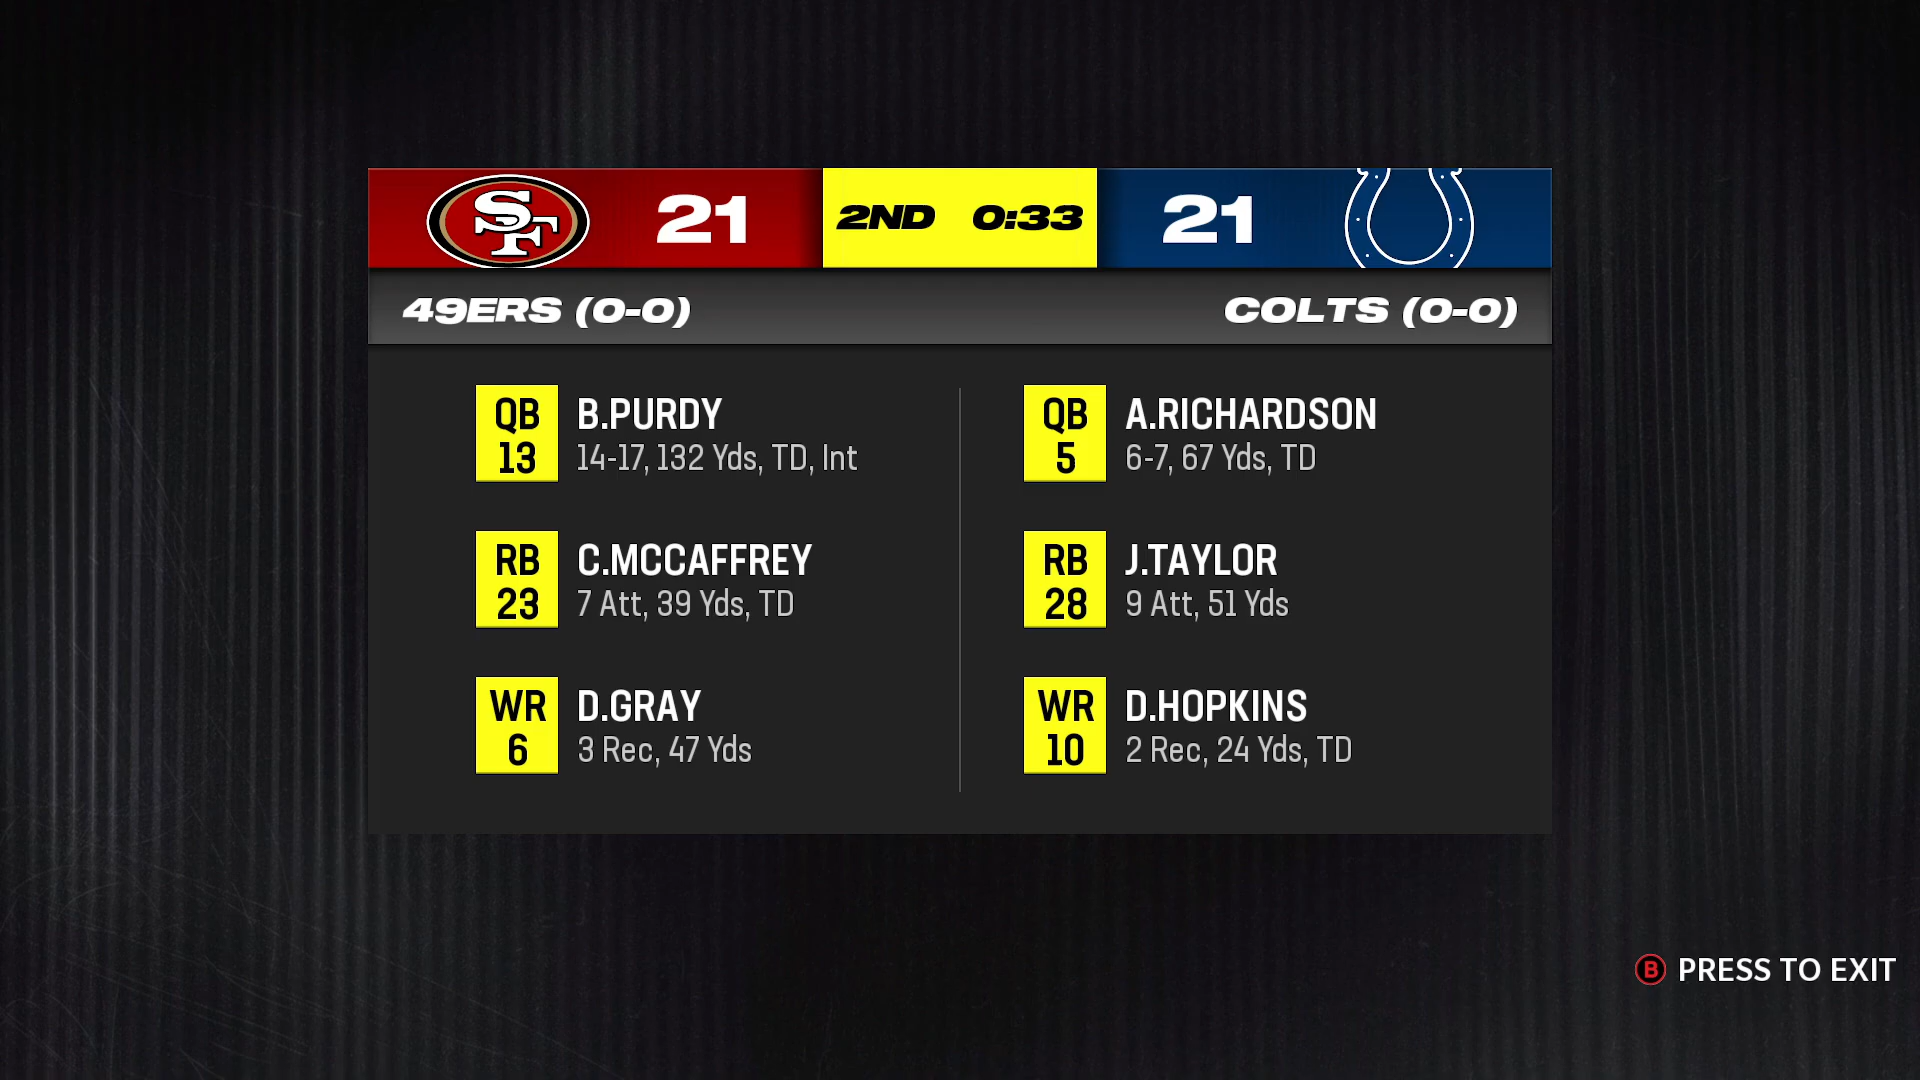 SF 21 2ND 0:33 21
49ERS (0-0) COLTS (0-0)
QB 13 B.PURDY
14-17, 132 Yds, TD, Int
RB 23 C.MCCAFFREY
7 Att, 39 Yds, TD
WR 6 D.GRAY
3 Rec, 47 Yds
QB 5 A.RICHARDSON
6-7, 67 Yds, TD
RB 28 J.TAYLOR
9 Att, 51 Yds
WR 10 D.HOPKINS
2 Rec, 24 Yds, TD
B PRESS TO EXIT